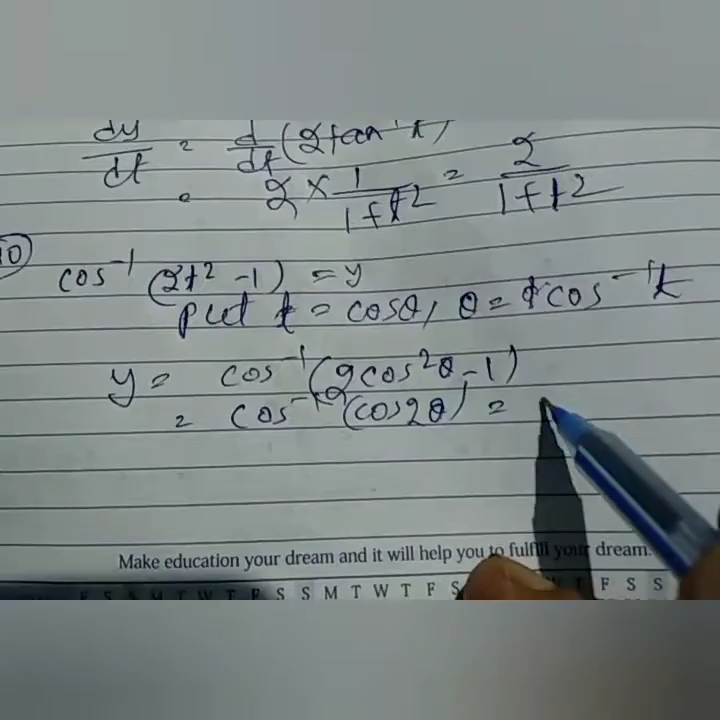 dy/dt = d/dt (2tan⁻¹t)
= 2 × 1/1+t2 = 2/1+t2
10) cos⁻¹ (2t² -1) = y
put t = cosθ, θ = cos⁻¹t
y = cos⁻¹ (2cos²θ-1)
= cos⁻¹ (cos2θ) =
Make education your dream and it will help you to fulfill your dream.
S S M T W T F S
T F S S